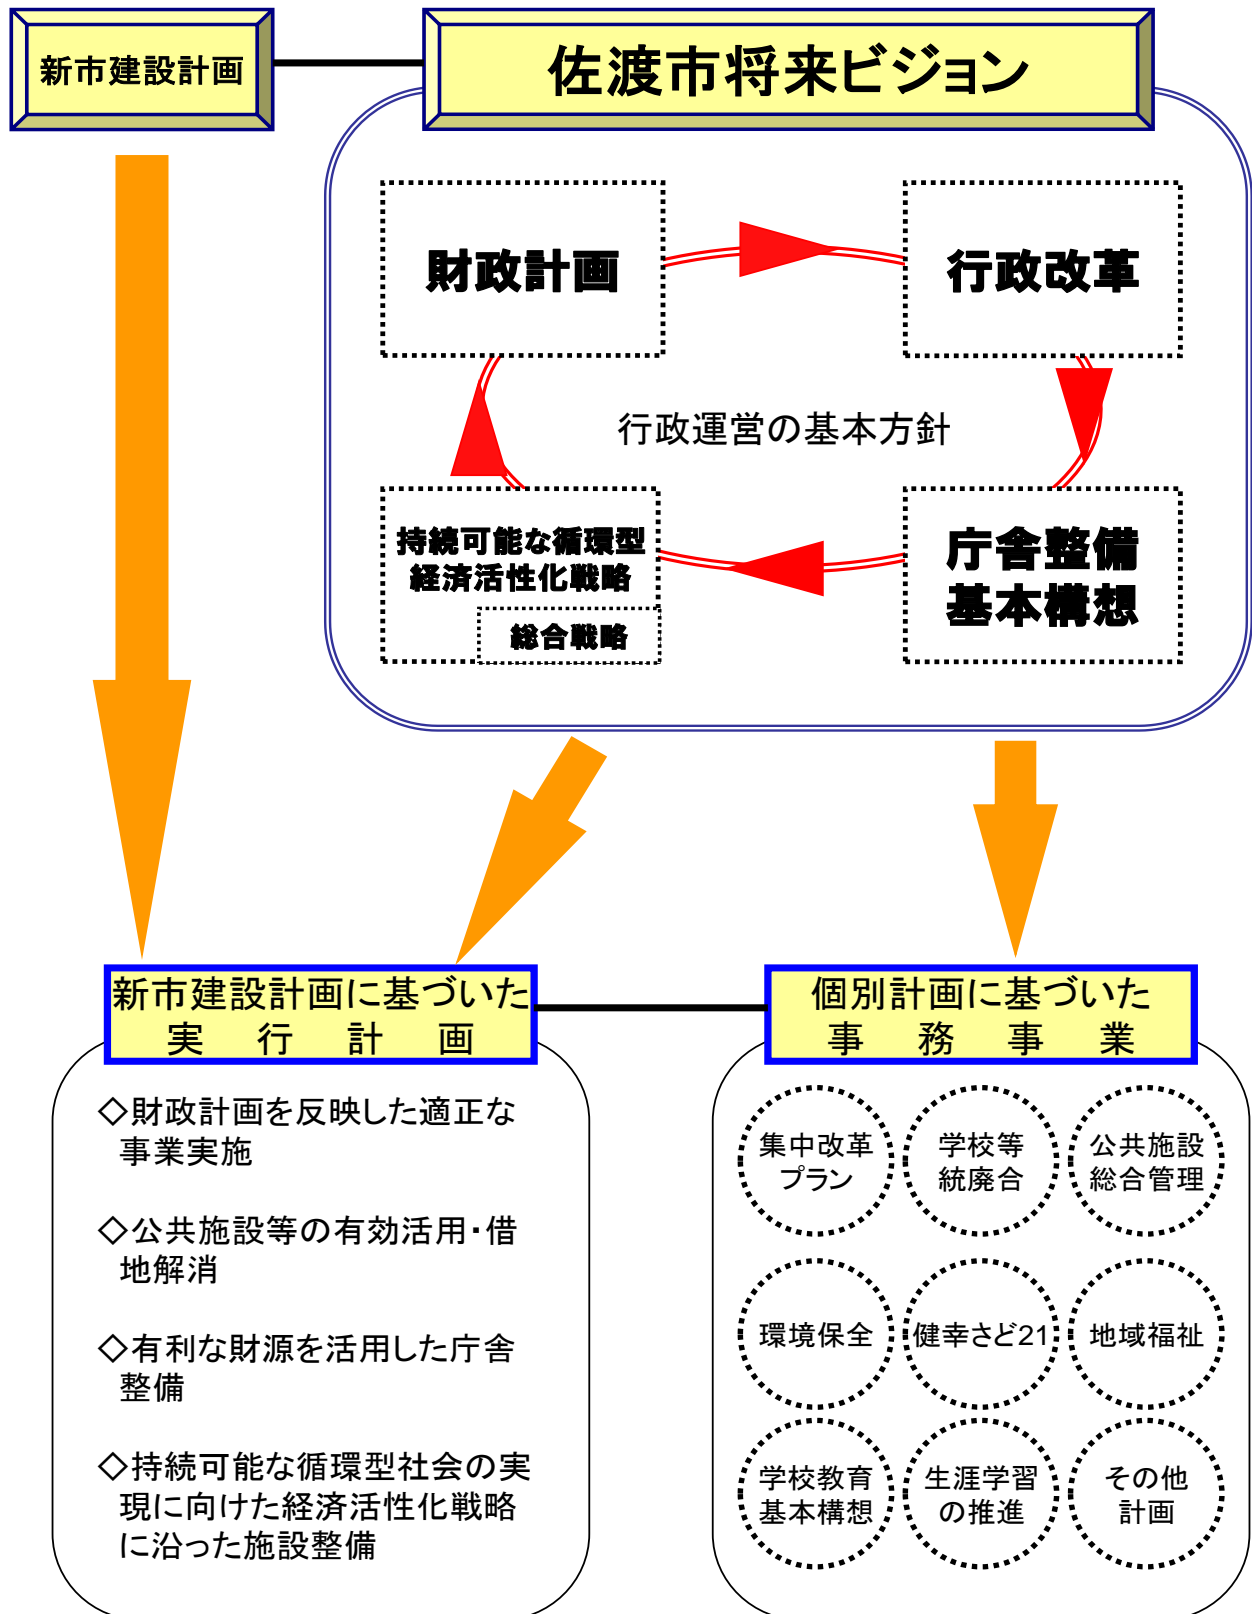 新市建設計画
佐渡市将来ビジョン
財政計画
行政改革
行政運営の基本方針
持続可能な循環型
経済活性化戦略
総合戦略
庁舎整備
基本構想
新市建設計画に基づいた
実行計画
◇財政計画を反映した適正な
事業実施
◇公共施設等の有効活用・借
地解消
◇有利な財源を活用した庁舎
整備
◇持続可能な循環型社会の実
現に向けた経済活性化戦略
に沿った施設整備
個別計画に基づいた
事務事業
集中改革
プラン
学校等
統廃合
公共施設
総合管理
環境保全
健幸さど21
地域福祉
学校教育
基本構想
生涯学習
の推進
その他
計画